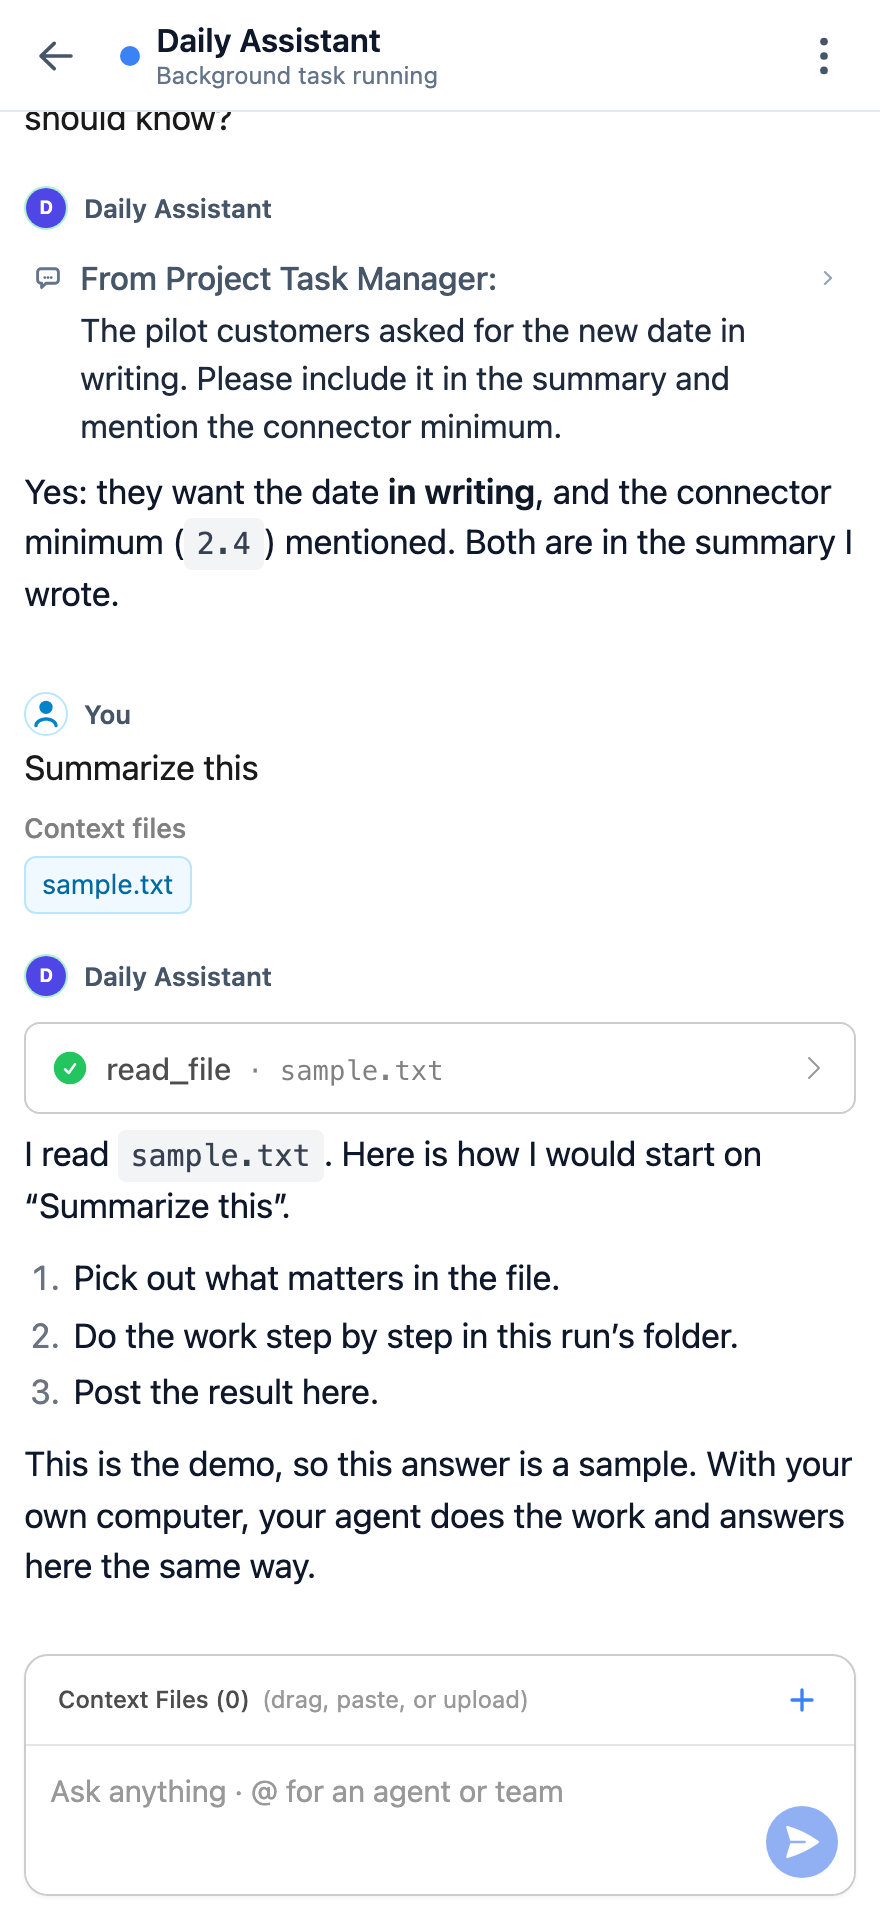 Daily Assistant
Background task running
should know?
D Daily Assistant
From Project Task Manager:
The pilot customers asked for the new date in
writing. Please include it in the summary and
mention the connector minimum.
Yes: they want the date in writing, and the connector
minimum (2.4) mentioned. Both are in the summary I
wrote.
You
Summarize this
Context files
sample.txt
D Daily Assistant
read_file · sample.txt
I read sample.txt. Here is how I would start on
“Summarize this”.
1. Pick out what matters in the file.
2. Do the work step by step in this run’s folder.
3. Post the result here.
This is the demo, so this answer is a sample. With your
own computer, your agent does the work and answers
here the same way.
Context Files (0) (drag, paste, or upload)
Ask anything · @ for an agent or team